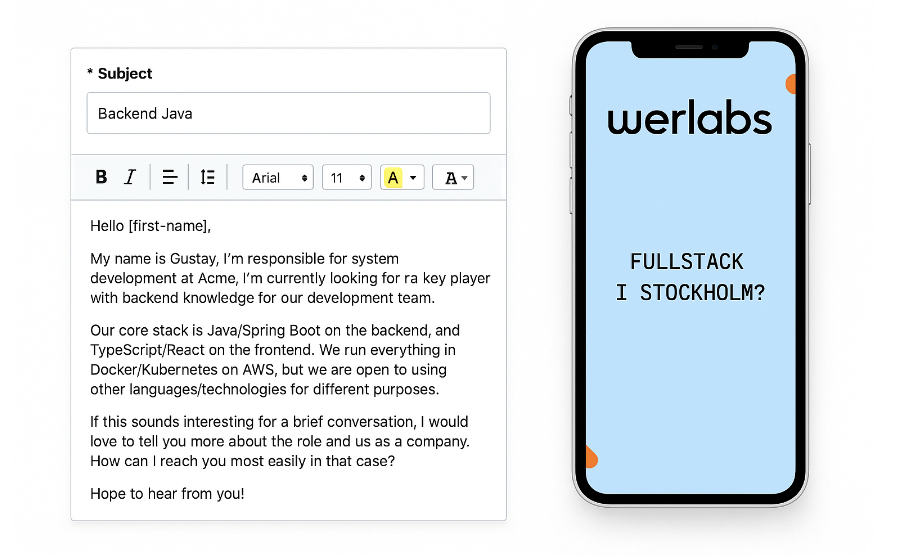 * Subject
Backend Java
B I Arial 11 A A
Hello [first-name],
My name is Gustay, I'm responsible for system
development at Acme, I'm currently looking for ra key player
with backend knowledge for our development team.
Our core stack is Java/Spring Boot on the backend, and
TypeScript/React on the frontend. We run everything in
Docker/Kubernetes on AWS, but we are open to using
other languages/technologies for different purposes.
If this sounds interesting for a brief conversation, I would
love to tell you more about the role and us as a company.
How can I reach you most easily in that case?
Hope to hear from you!
werlabs
FULLSTACK
I STOCKHOLM?